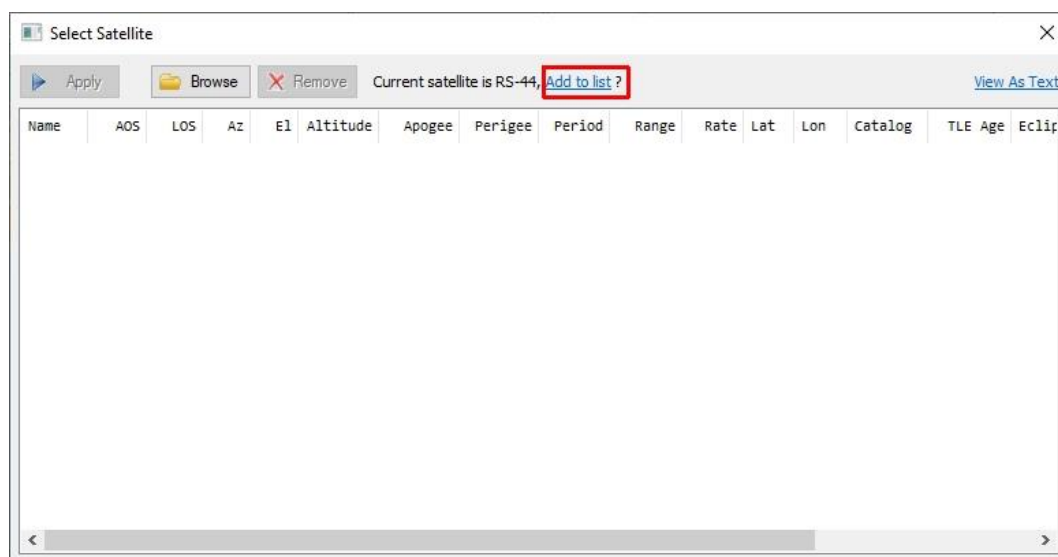 Select Satellite
Apply Browse Remove Current satellite is RS-44, Add to list ? View As Text
Name AOS LOS Az El Altitude Apogee Perigee Period Range Rate Lat Lon Catalog TLE Age Eclip